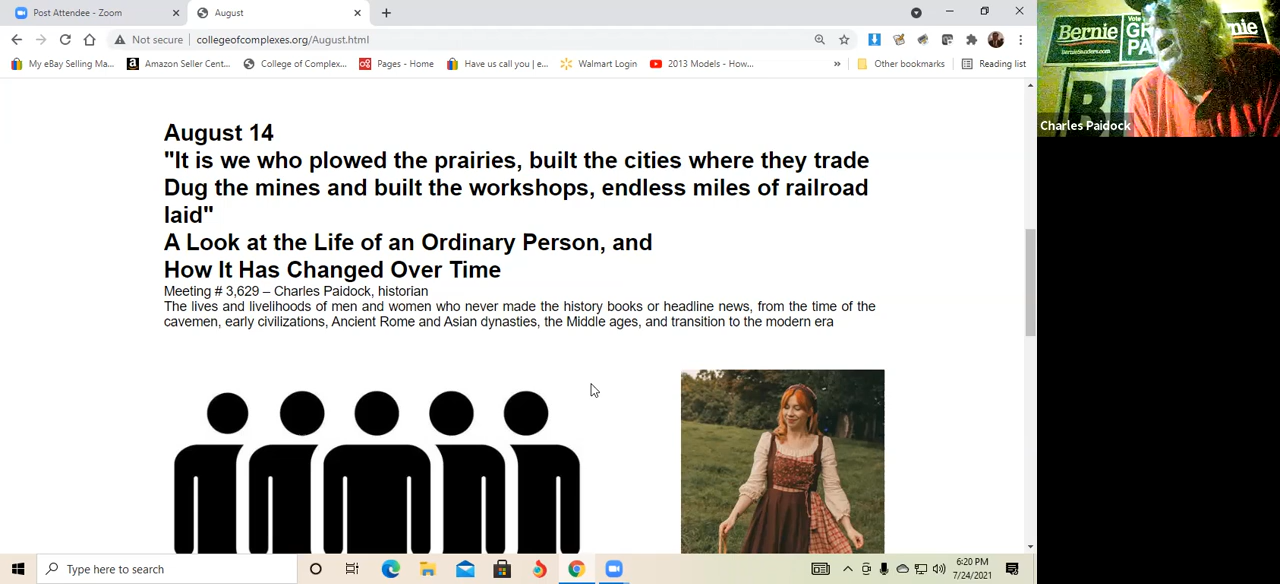 Post Attendee - Zoom
August
Not secure
collegeofcomplexes.org/August.html
My eBay Selling Ma...
Amazon Seller Cent...
College of Complex...
Pages - Home
Have us call you | e...
Walmart Login
2013 Models - How...
»
Other bookmarks
Reading list
August 14
"It is we who plowed the prairies, built the cities where they trade
Dug the mines and built the workshops, endless miles of railroad
laid"
A Look at the Life of an Ordinary Person, and
How It Has Changed Over Time
Meeting # 3,629 – Charles Paidock, historian
The lives and livelihoods of men and women who never made the history books or headline news, from the time of the
cavemen, early civilizations, Ancient Rome and Asian dynasties, the Middle ages, and transition to the modern era
Bernie
BernieSanders.com
Vote
GR
PA
nie
Charles Paidock
Type here to search
6:20 PM
7/24/2021